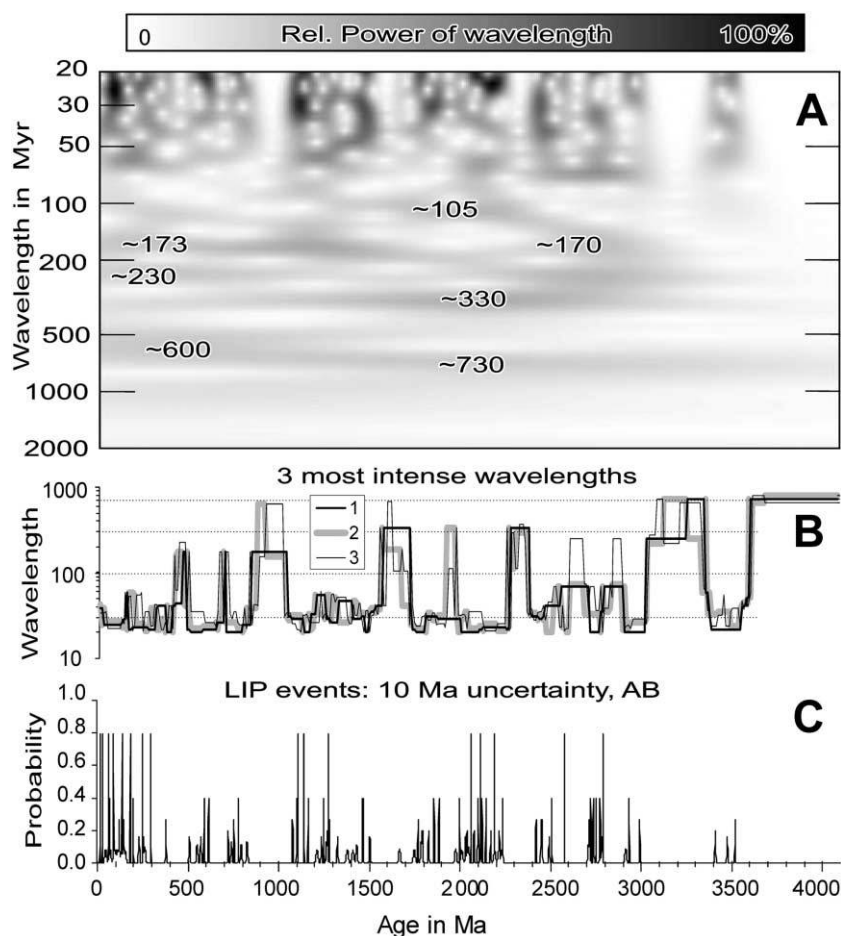 0 Rel. Power of wavelength 100%
Wavelength in Myr
20
30
50
100
200
500
1000
2000
A
~105
~173
~170
~230
~330
~600
~730
3 most intense wavelengths
Wavelength
1000
100
10
1
2
3
B
LIP events: 10 Ma uncertainty, AB
Probability
1.0
0.8
0.6
0.4
0.2
0.0
C
0 500 1000 1500 2000 2500 3000 3500 4000
Age in Ma